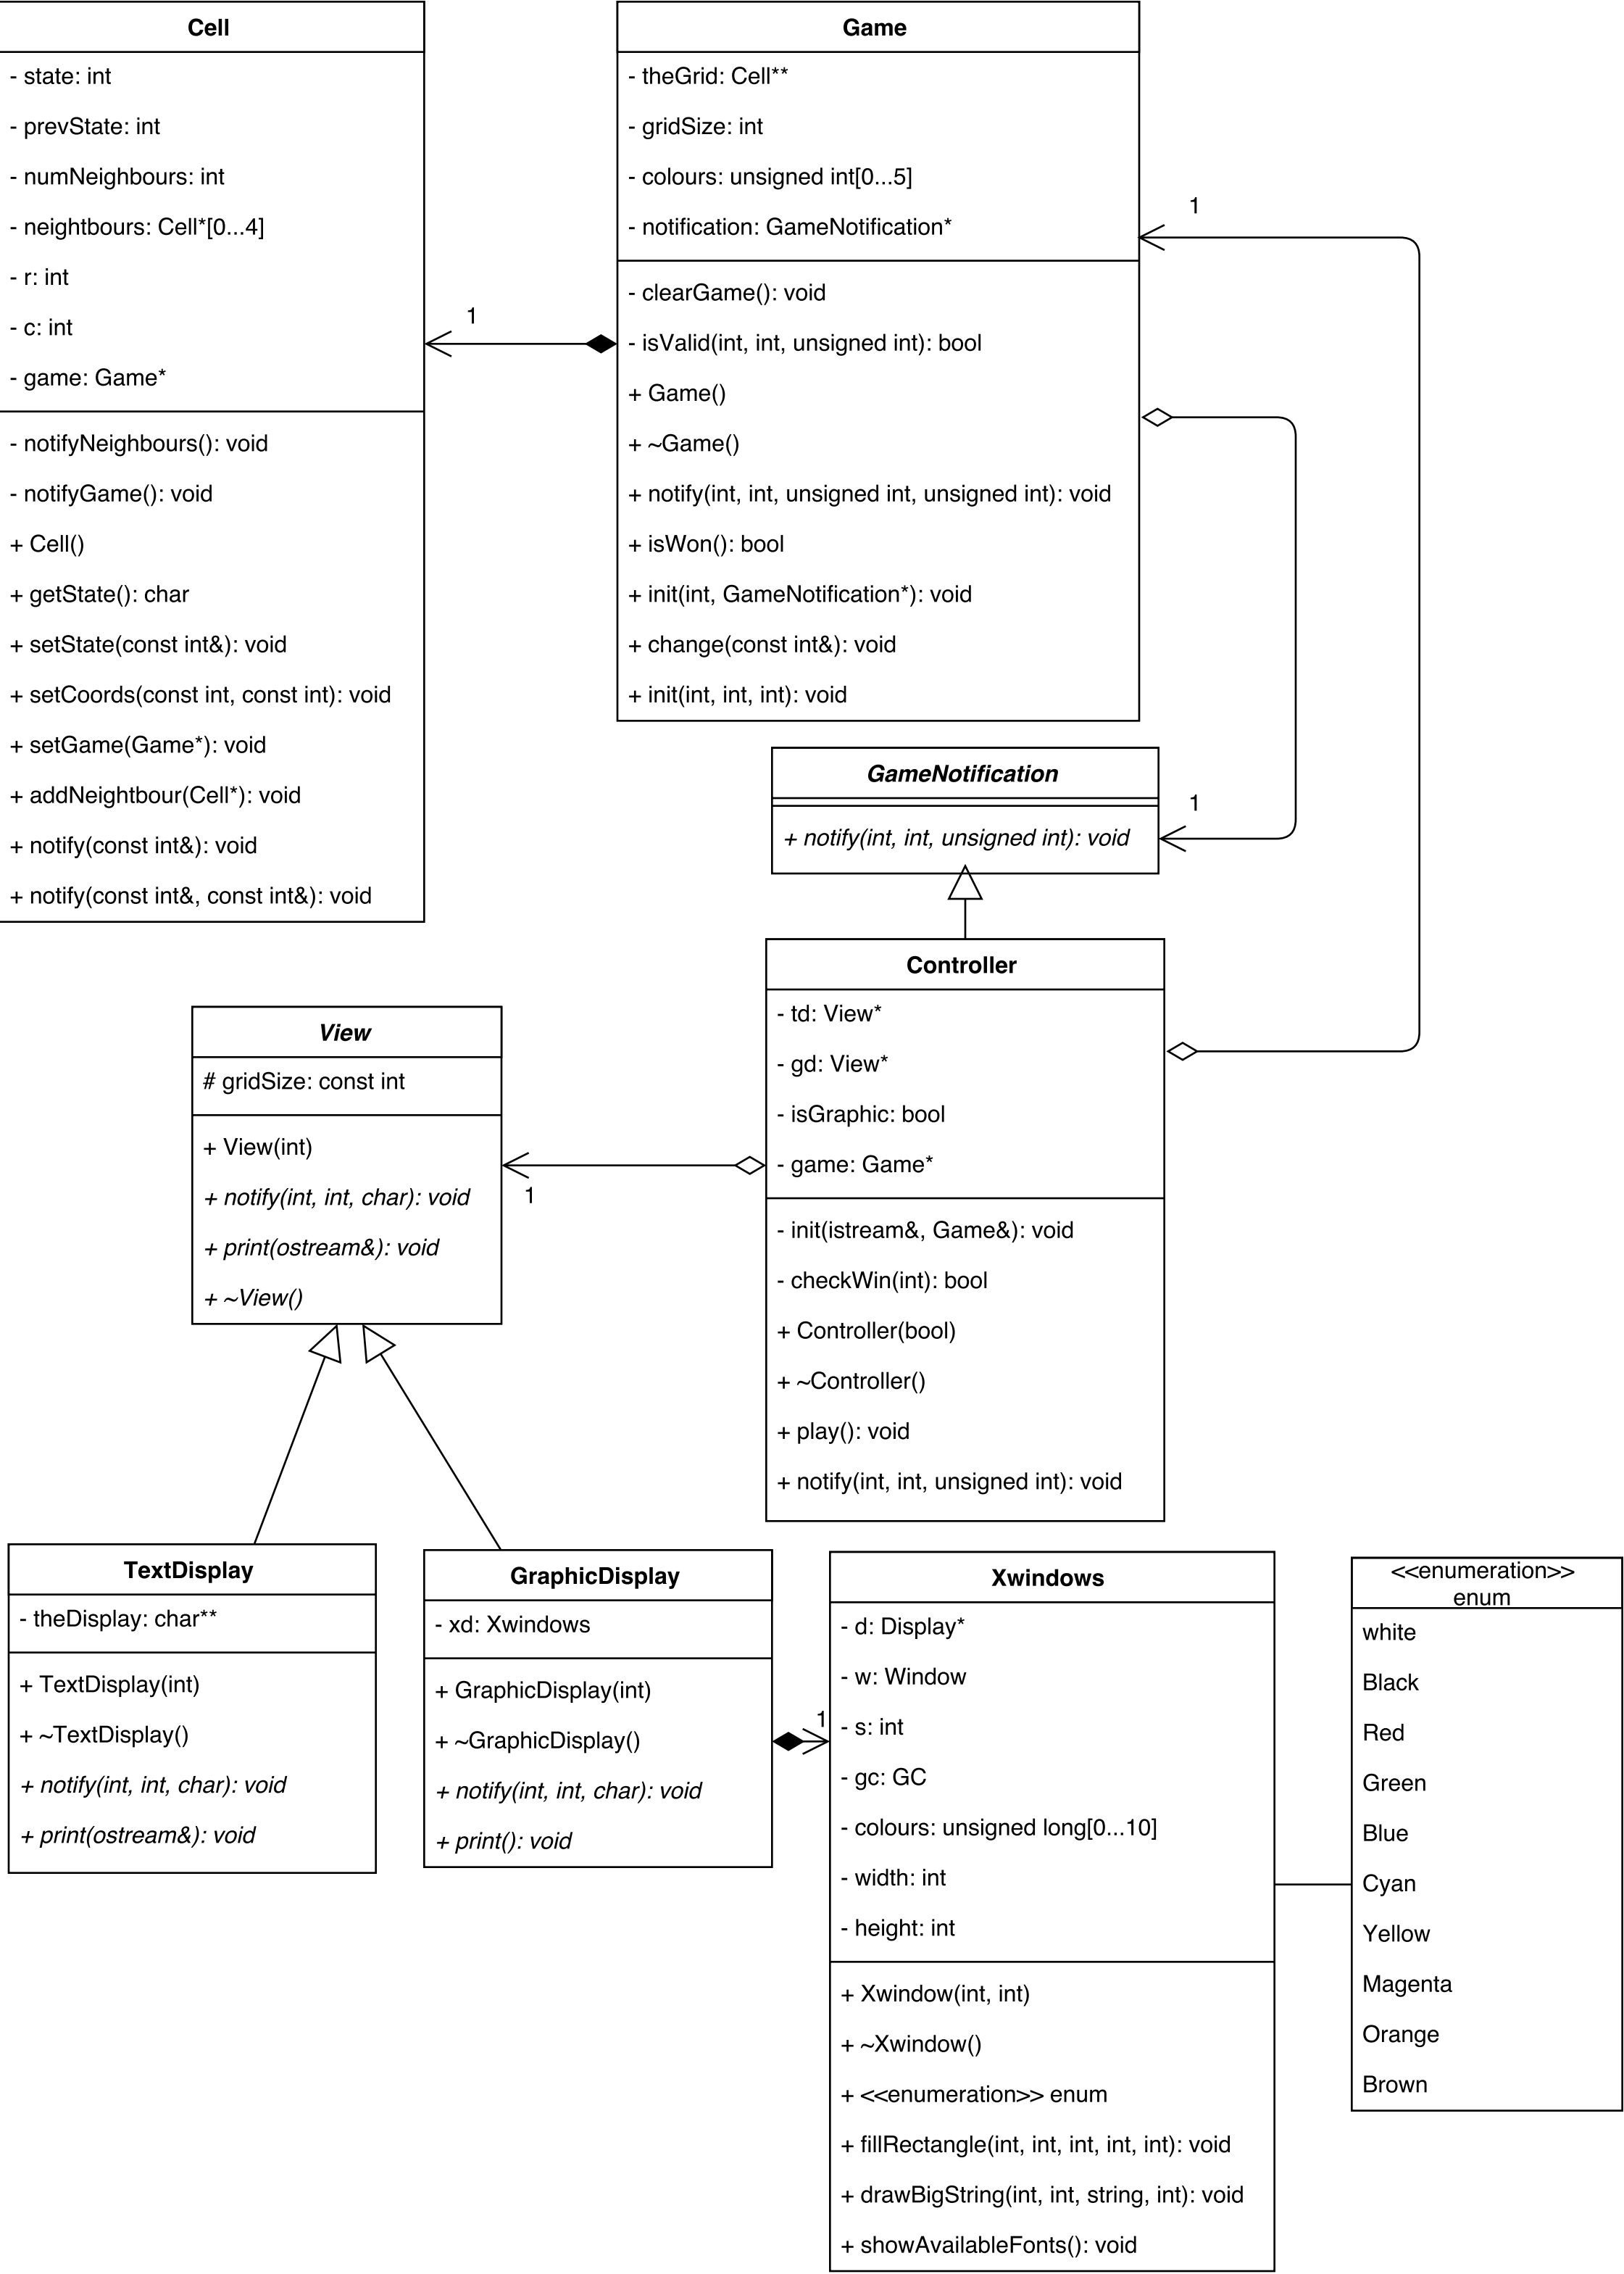 Cell
- state: int
- prevState: int
- numNeighbours: int
- neightbours: Cell*[0...4]
- r: int
- c: int
- game: Game*
- notifyNeighbours(): void
- notifyGame(): void
+ Cell()
+ getState(): char
+ setState(const int&): void
+ setCoords(const int, const int): void
+ setGame(Game*): void
+ addNeightbour(Cell*): void
+ notify(const int&): void
+ notify(const int&, const int&): void
1
Game
- theGrid: Cell**
- gridSize: int
- colours: unsigned int[0...5]
- notification: GameNotification*
- clearGame(): void
- isValid(int, int, unsigned int): bool
+ Game()
+ ~Game()
+ notify(int, int, unsigned int, unsigned int): void
+ isWon(): bool
+ init(int, GameNotification*): void
+ change(const int&): void
+ init(int, int, int): void
1
GameNotification
+ notify(int, int, unsigned int): void
1
Controller
- td: View*
- gd: View*
- isGraphic: bool
- game: Game*
- init(istream&, Game&): void
- checkWin(int): bool
+ Controller(bool)
+ ~Controller()
+ play(): void
+ notify(int, int, unsigned int): void
View
# gridSize: const int
+ View(int)
+ notify(int, int, char): void
+ print(ostream&): void
+ ~View()
1
TextDisplay
- theDisplay: char**
+ TextDisplay(int)
+ ~TextDisplay()
+ notify(int, int, char): void
+ print(ostream&): void
GraphicDisplay
- xd: Xwindows
+ GraphicDisplay(int)
+ ~GraphicDisplay()
+ notify(int, int, char): void
+ print(): void
1
Xwindows
- d: Display*
- w: Window
- s: int
- gc: GC
- colours: unsigned long[0...10]
- width: int
- height: int
+ Xwindow(int, int)
+ ~Xwindow()
+ <<enumeration>> enum
+ fillRectangle(int, int, int, int, int): void
+ drawBigString(int, int, string, int): void
+ showAvailableFonts(): void
<<enumeration>>
enum
white
Black
Red
Green
Blue
Cyan
Yellow
Magenta
Orange
Brown